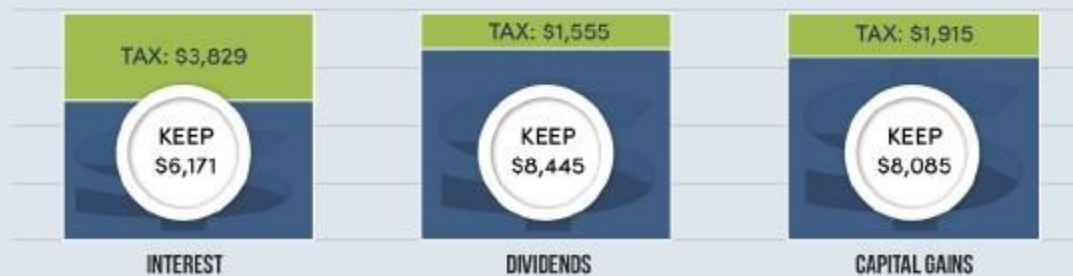 TAX: $3,829
KEEP
$6,171
INTEREST
TAX: $1,555
KEEP
$8,445
DIVIDENDS
TAX: $1,915
KEEP
$8,085
CAPITAL GAINS